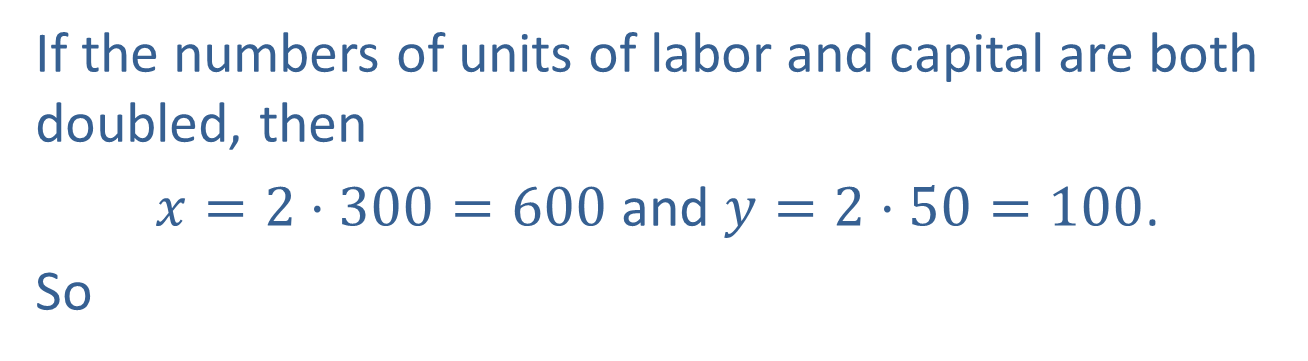 If the numbers of units of labor and capital are both
doubled, then
x = 2 · 300 = 600 and y = 2 · 50 = 100.
So